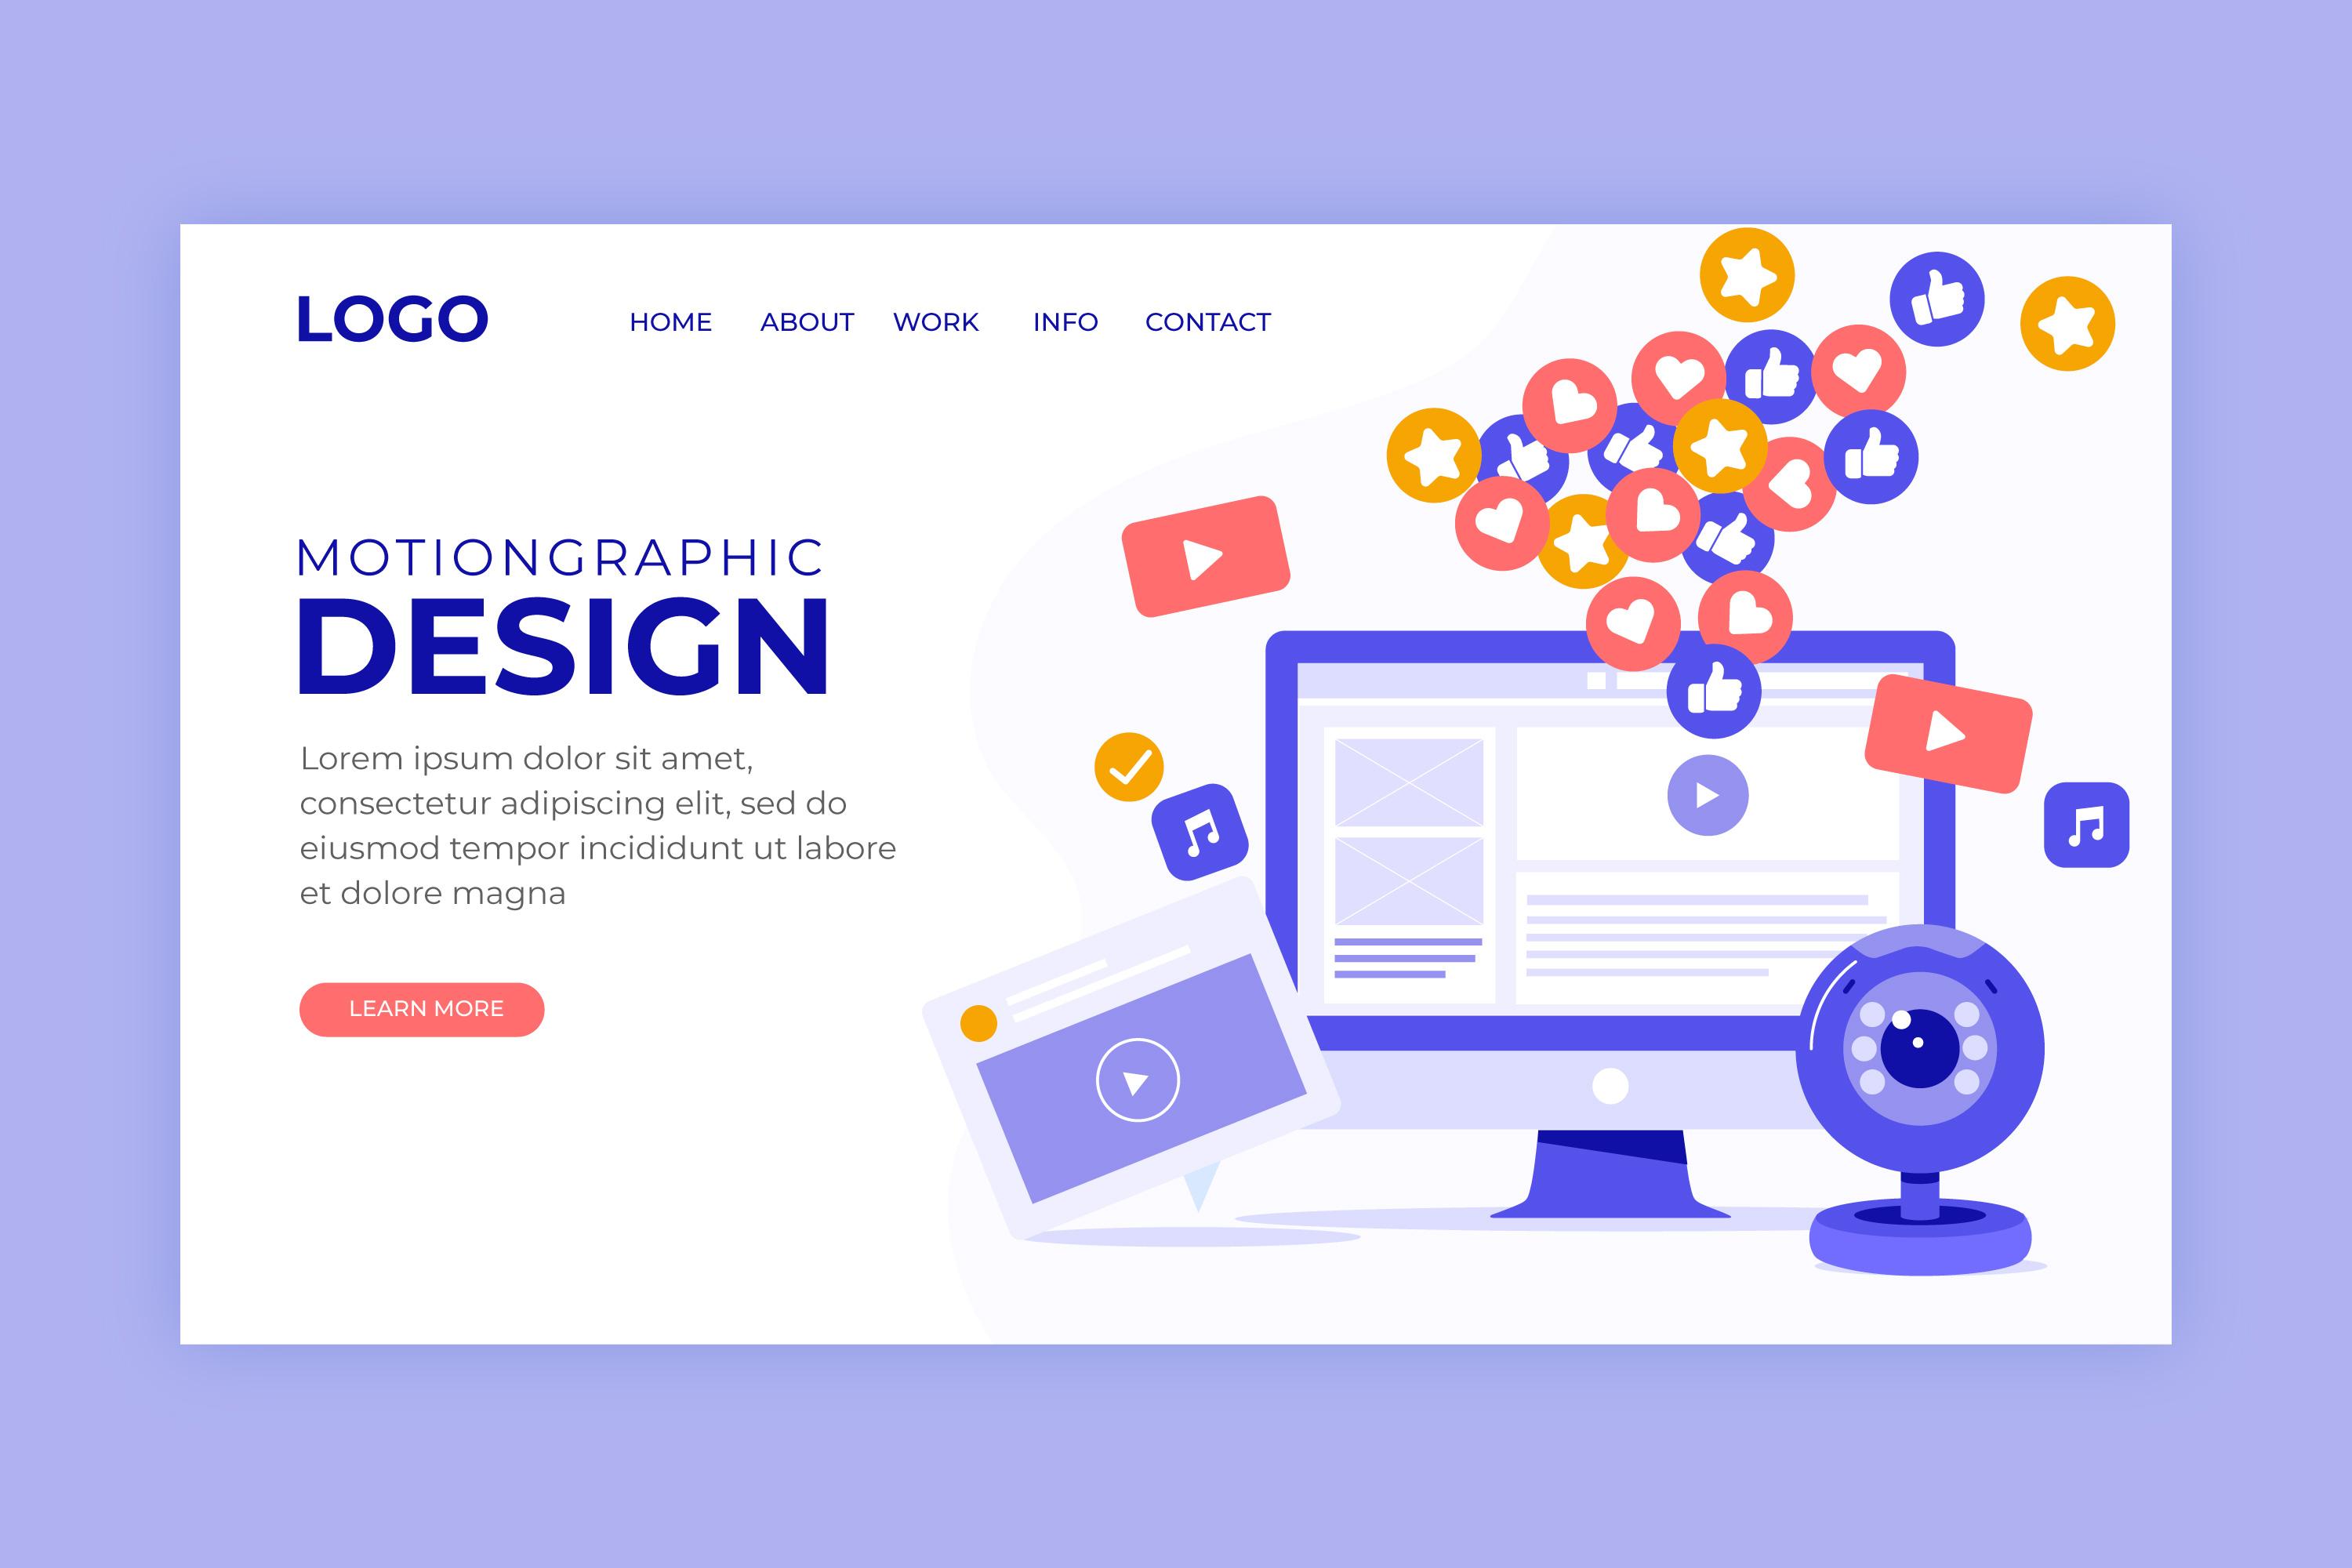 LOGO
HOME ABOUT WORK INFO CONTACT
MOTIONGRAPHIC
DESIGN
Lorem ipsum dolor sit amet,
consectetur adipiscing elit, sed do
eiusmod tempor incididunt ut labore
et dolore magna
LEARN MORE